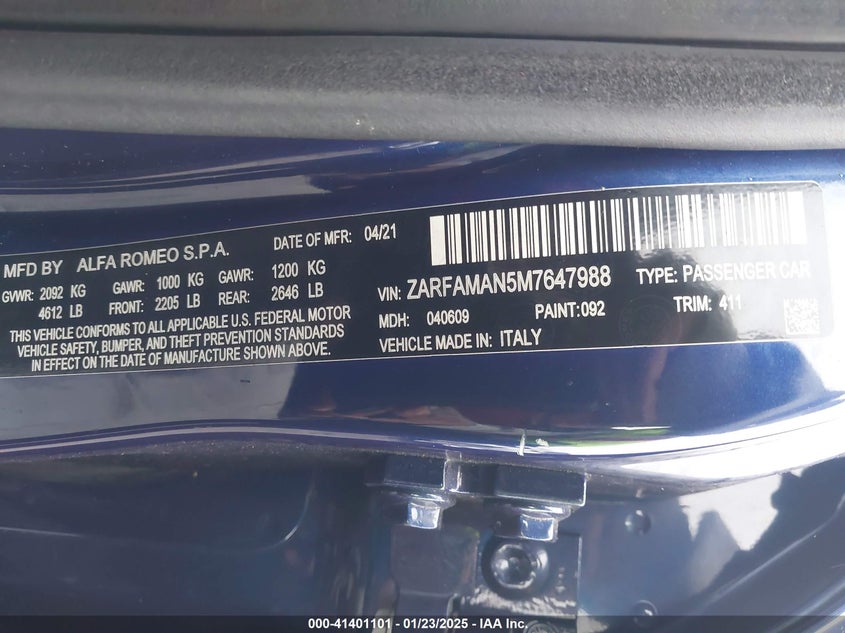 MFD BY ALFA ROMEO S.P.A. DATE OF MFR: 04/21
GVWR: 2092 KG GAWR: 1000 KG GAWR: 1200 KG
4612 LB FRONT: 2205 LB REAR: 2646 LB
THIS VEHICLE CONFORMS TO ALL APPLICABLE U.S. FEDERAL MOTOR
VEHICLE SAFETY, BUMPER, AND THEFT PREVENTION STANDARDS
IN EFFECT ON THE DATE OF MANUFACTURE SHOWN ABOVE.
VIN: ZARFAMAN5M7647988 TYPE: PASSENGER CAR
MDH: 040609 PAINT: 092 TRIM: 411
VEHICLE MADE IN: ITALY
000-41401101 - 01/23/2025 - IAA Inc.